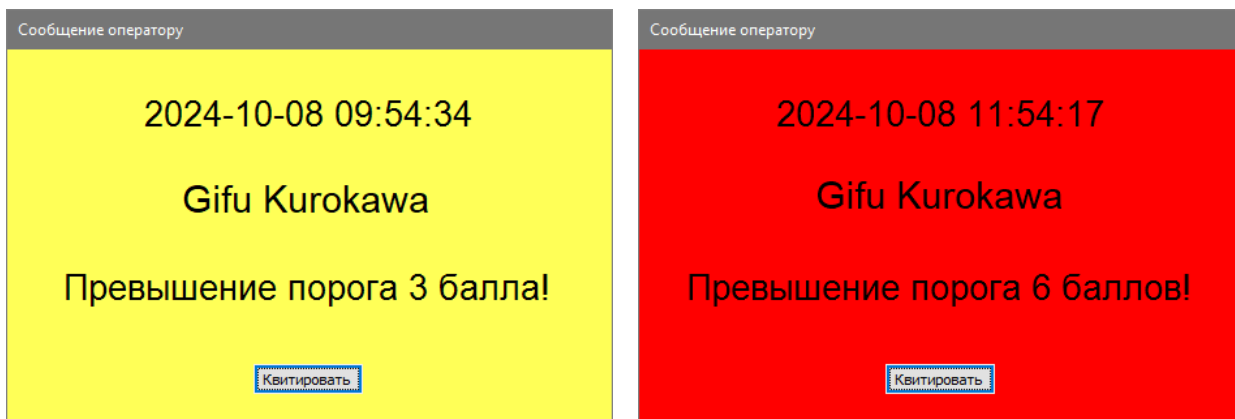 Сообщение оператору
2024-10-08 09:54:34
Gifu Kurokawa
Превышение порога 3 балла!
Квитировать
Сообщение оператору
2024-10-08 11:54:17
Gifu Kurokawa
Превышение порога 6 баллов!
Квитировать